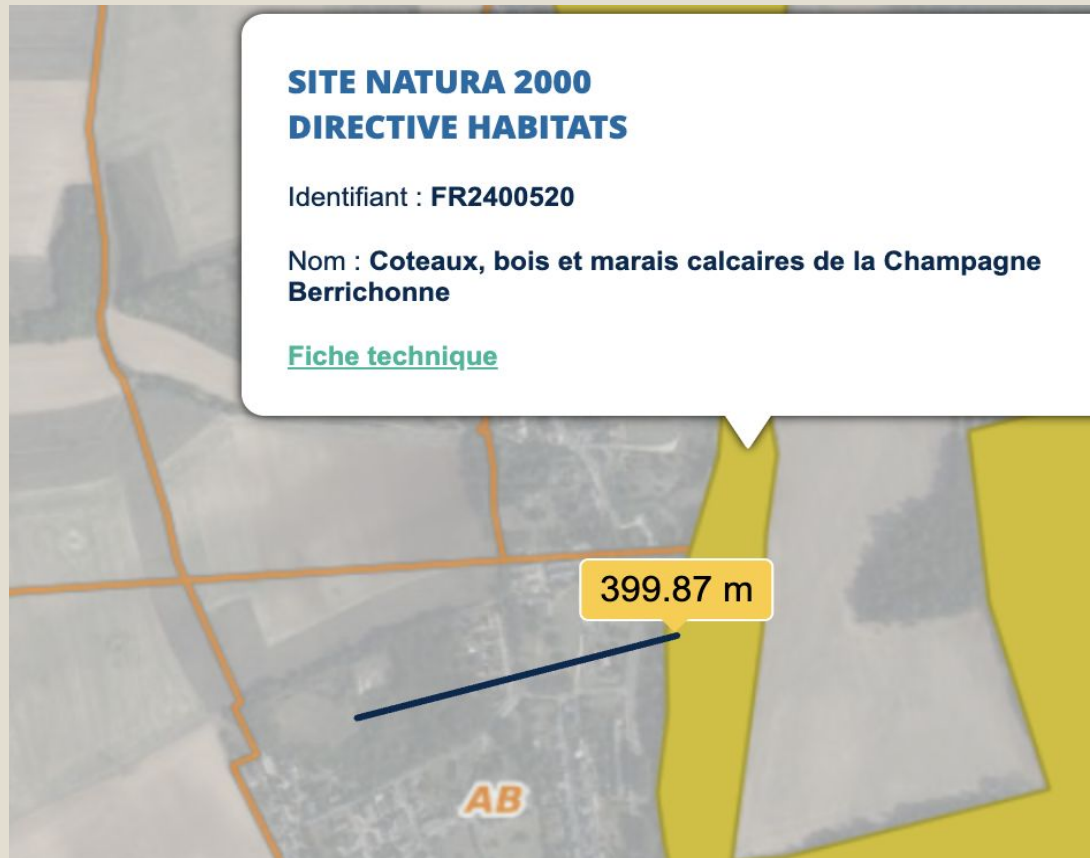 SITE NATURA 2000
DIRECTIVE HABITATS
Identifiant : FR2400520
Nom : Coteaux, bois et marais calcaires de la Champagne
Berrichonne
Fiche technique
399.87 m
AB